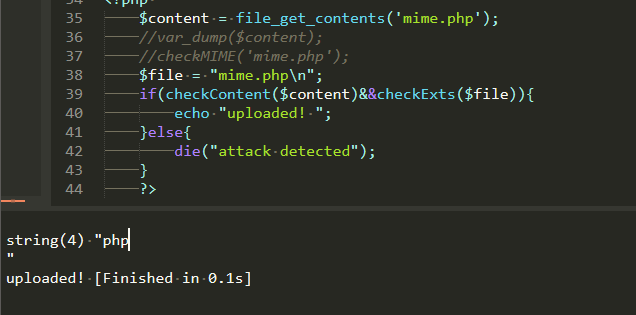 34 <?php
35 $content = file_get_contents('mime.php');
36 //var_dump($content);
37 //checkMIME('mime.php');
38 $file = "mime.php\n";
39 if(checkContent($content)&&checkExts($file)){
40 echo "uploaded! ";
41 }else{
42 die("attack detected");
43 }
44 ?>
string(4) "php
"
uploaded! [Finished in 0.1s]